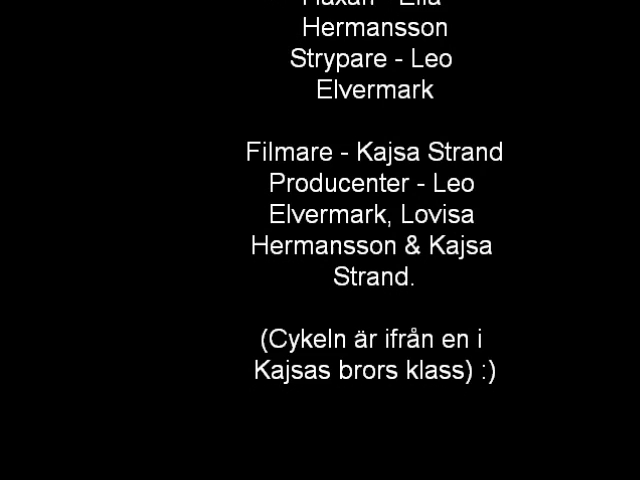 Hermansson
Strypare - Leo
Elvermark
Filmare - Kajsa Strand
Producenter - Leo
Elvermark, Lovisa
Hermansson & Kajsa
Strand.
(Cykeln är ifrån en i
Kajsas brors klass) :)